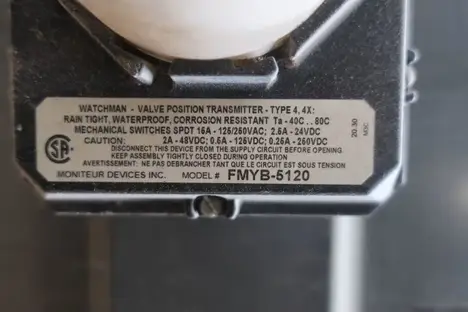 WATCHMAN - VALVE POSITION TRANSMITTER - TYPE 4, 4X:
RAIN TIGHT, WATERPROOF, CORROSION RESISTANT Ta - 40C .. 80C
MECHANICAL SWITCHES SPDT 15A - 125/250VAC; 2.5A - 24VDC
CAUTION: 2A - 48VDC; 0.5A - 125VDC; 0.25A - 250VDC
DISCONNECT THIS DEVICE FROM THE SUPPLY CIRCUIT BEFORE OPENING.
KEEP ASSEMBLY TIGHTLY CLOSED DURING OPERATION
AVERTISSEMENT: NE PAS DEBRANCHER TANT QUE LE CIRCUIT EST SOUS TENSION
MONITEUR DEVICES INC. MODEL # FMYB-5120
SA
20.30